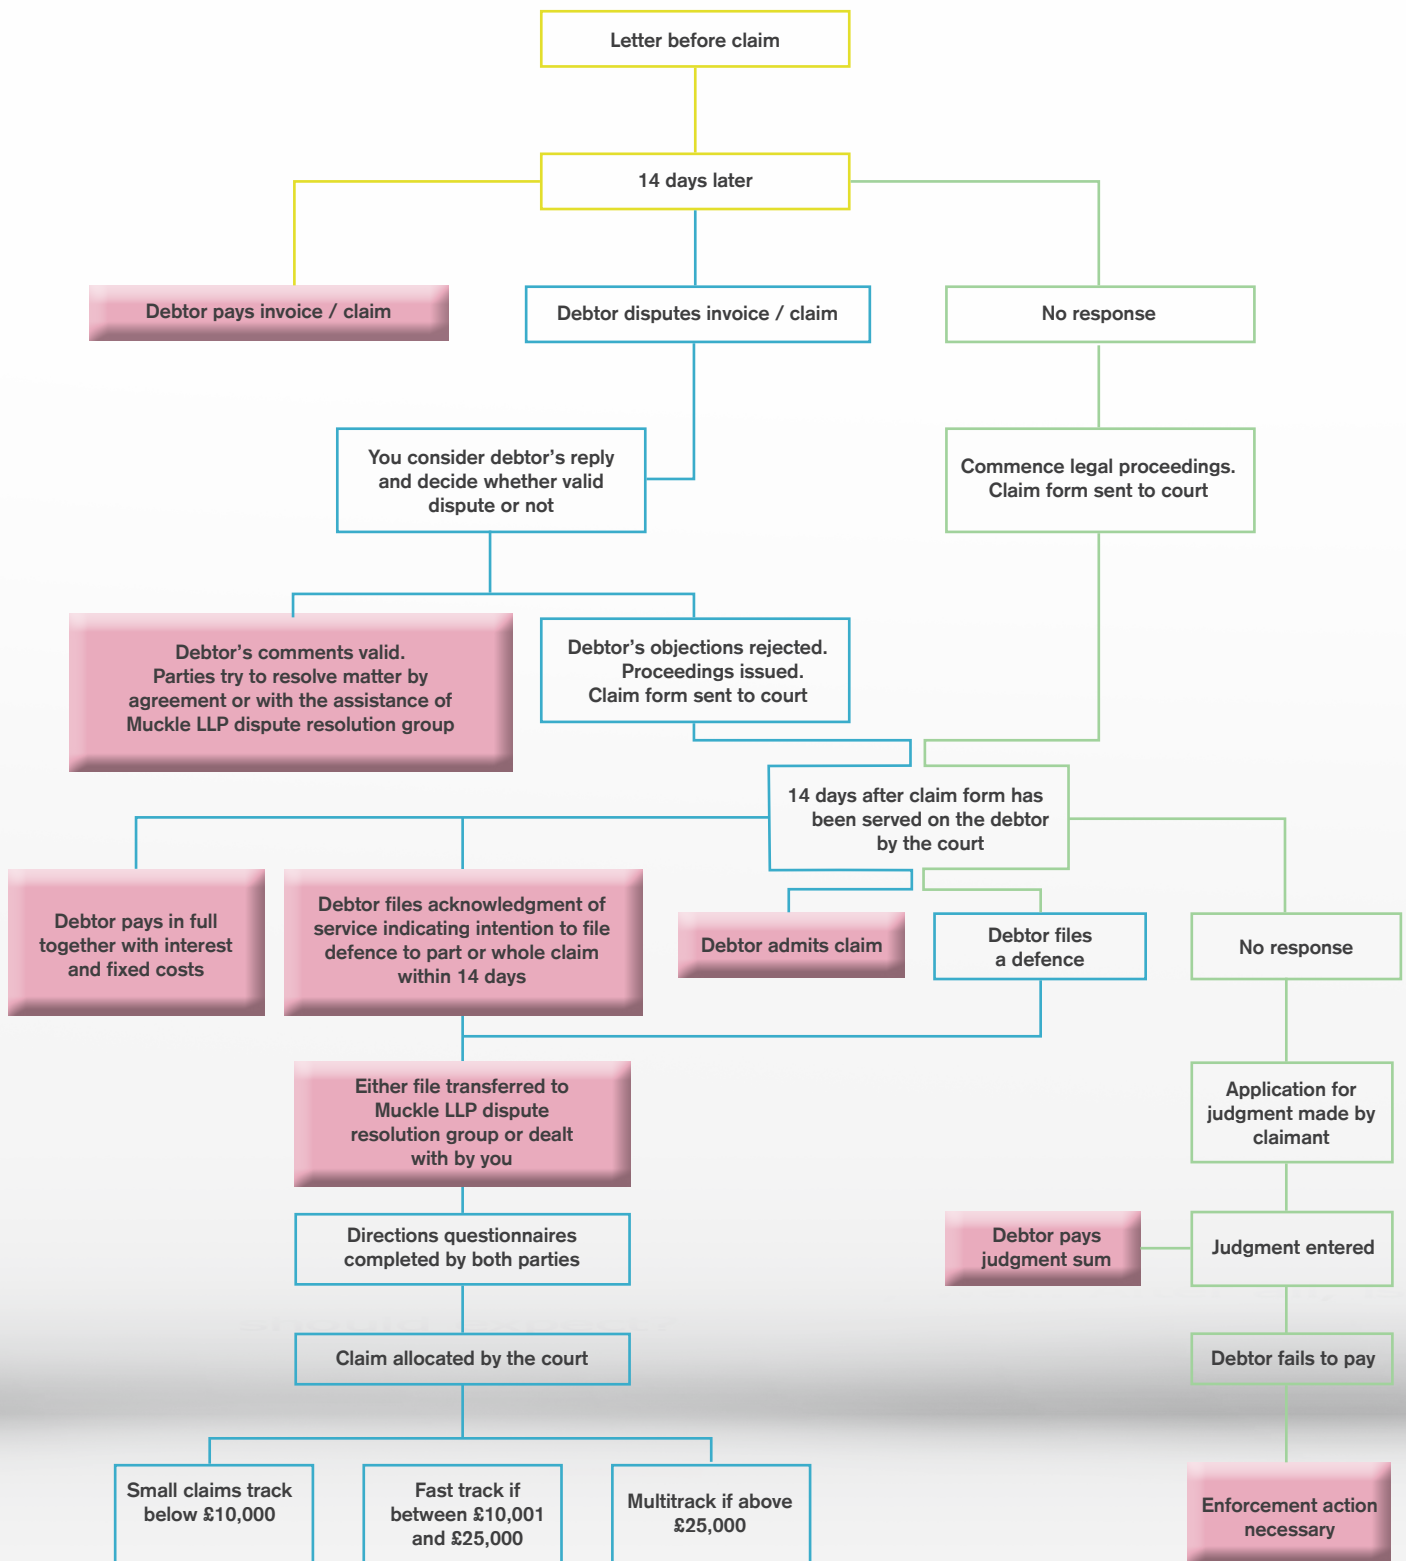 Letter before claim
14 days later
Debtor pays invoice / claim
Debtor disputes invoice / claim
No response
You consider debtor's reply
and decide whether valid
dispute or not
Commence legal proceedings.
Claim form sent to court
Debtor's comments valid.
Parties try to resolve matter by
agreement or with the assistance of
Muckle LLP dispute resolution group
Debtor's objections rejected.
Proceedings issued.
Claim form sent to court
14 days after claim form has
been served on the debtor
by the court
Debtor pays in full
together with interest
and fixed costs
Debtor files acknowledgment of
service indicating intention to file
defence to part or whole claim
within 14 days
Debtor admits claim
Debtor files
a defence
No response
Either file transferred to
Muckle LLP dispute
resolution group or dealt
with by you
Application for
judgment made by
claimant
Directions questionnaires
completed by both parties
Debtor pays
judgment sum
Judgment entered
Claim allocated by the court
Debtor fails to pay
Small claims track
below £10,000
Fast track if
between £10,001
and £25,000
Multitrack if above
£25,000
Enforcement action
necessary